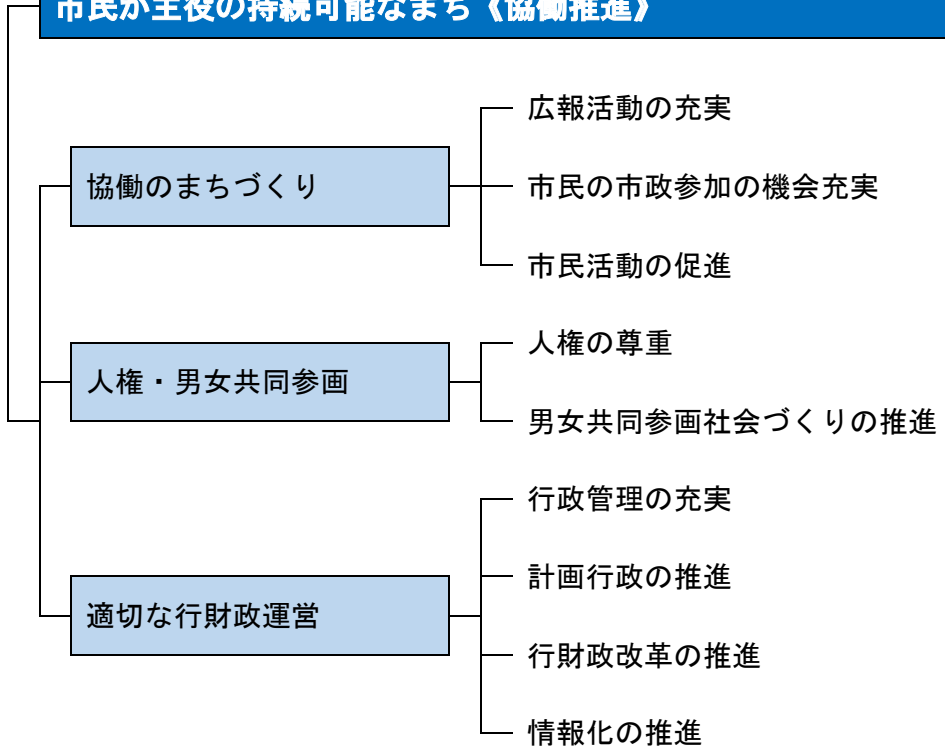 市民が主役の持続可能なまち《協働推進》
協働のまちづくり
広報活動の充実
市民の市政参加の機会充実
市民活動の促進
人権・男女共同参画
人権の尊重
男女共同参画社会づくりの推進
適切な行財政運営
行政管理の充実
計画行政の推進
行財政改革の推進
情報化の推進